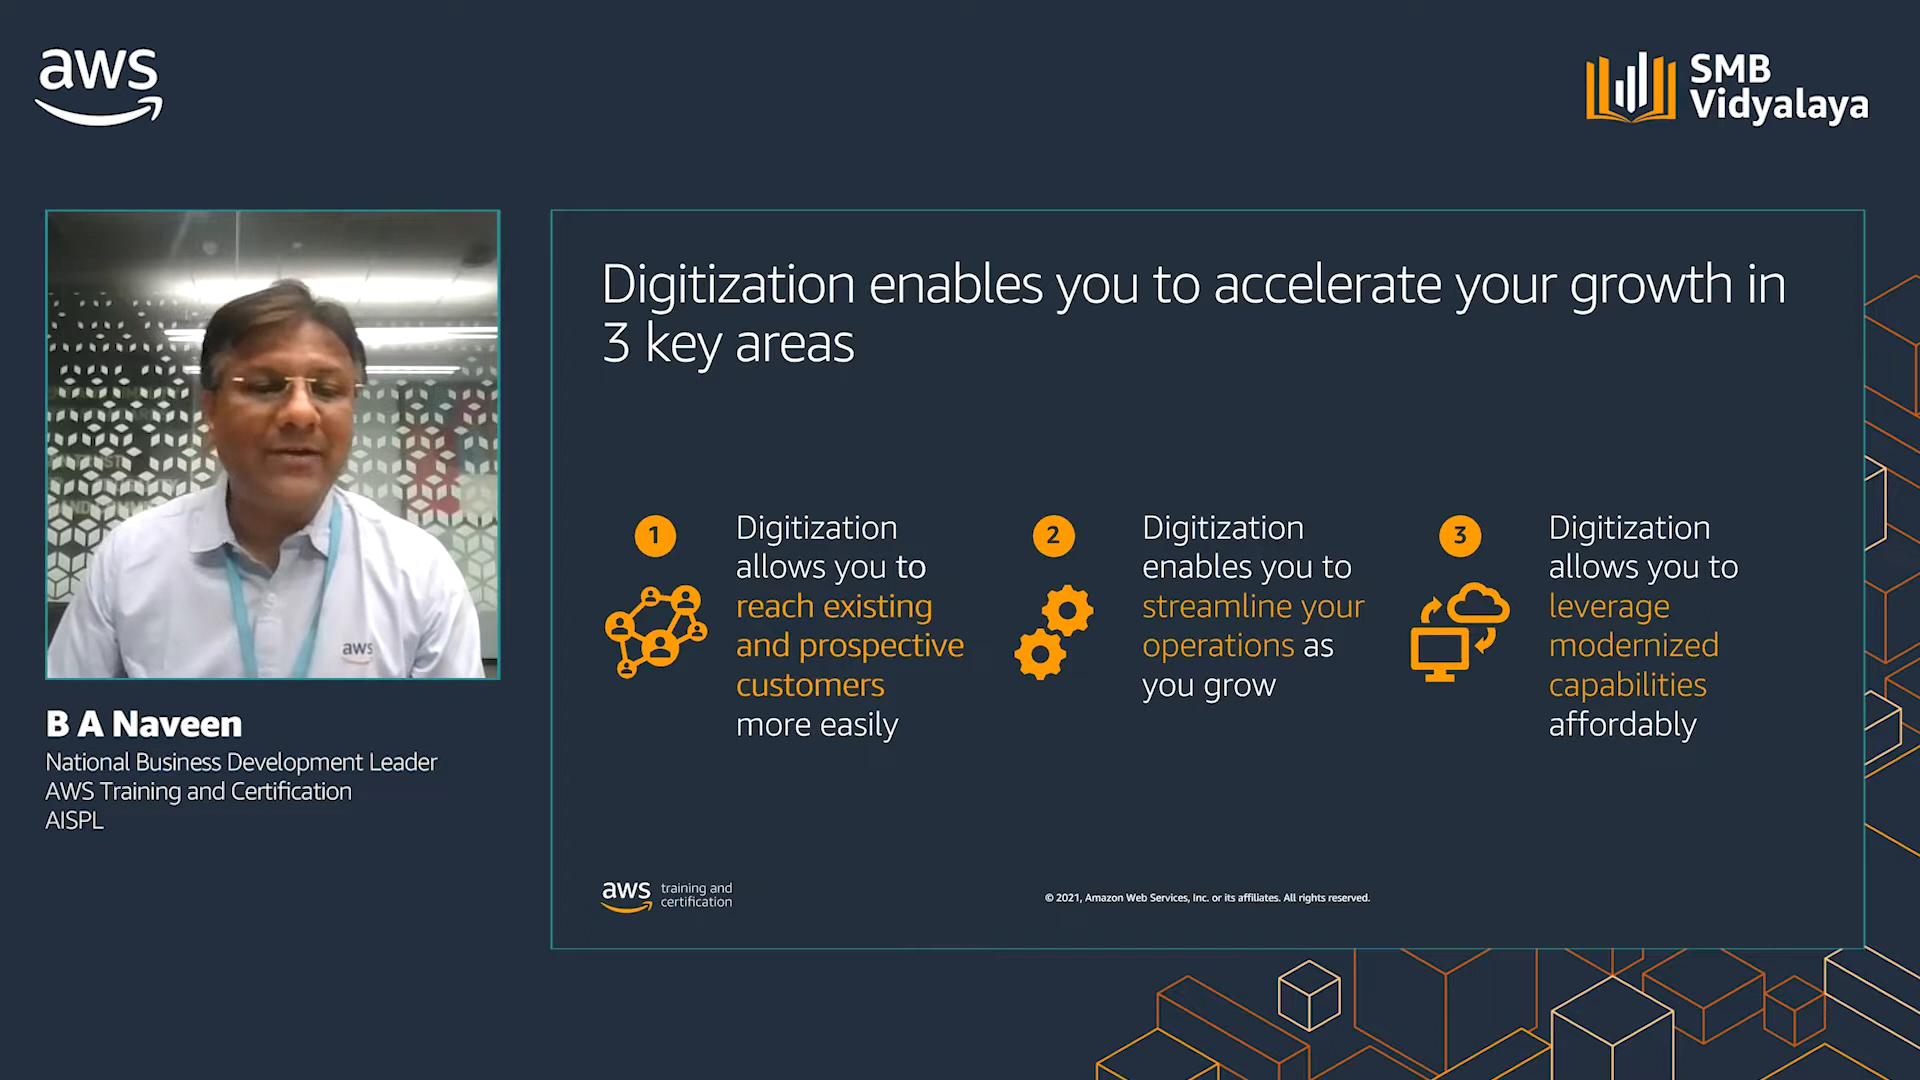 aws
SMB
Vidyalaya
Digitization enables you to accelerate your growth in
3 key areas
1
Digitization
allows you to
reach existing
and prospective
customers
more easily
2
Digitization
enables you to
streamline your
operations as
you grow
3
Digitization
allows you to
leverage
modernized
capabilities
affordably
aws
B A Naveen
National Business Development Leader
AWS Training and Certification
AISPL
aws training and
certification
© 2021, Amazon Web Services, Inc. or its affiliates. All rights reserved.